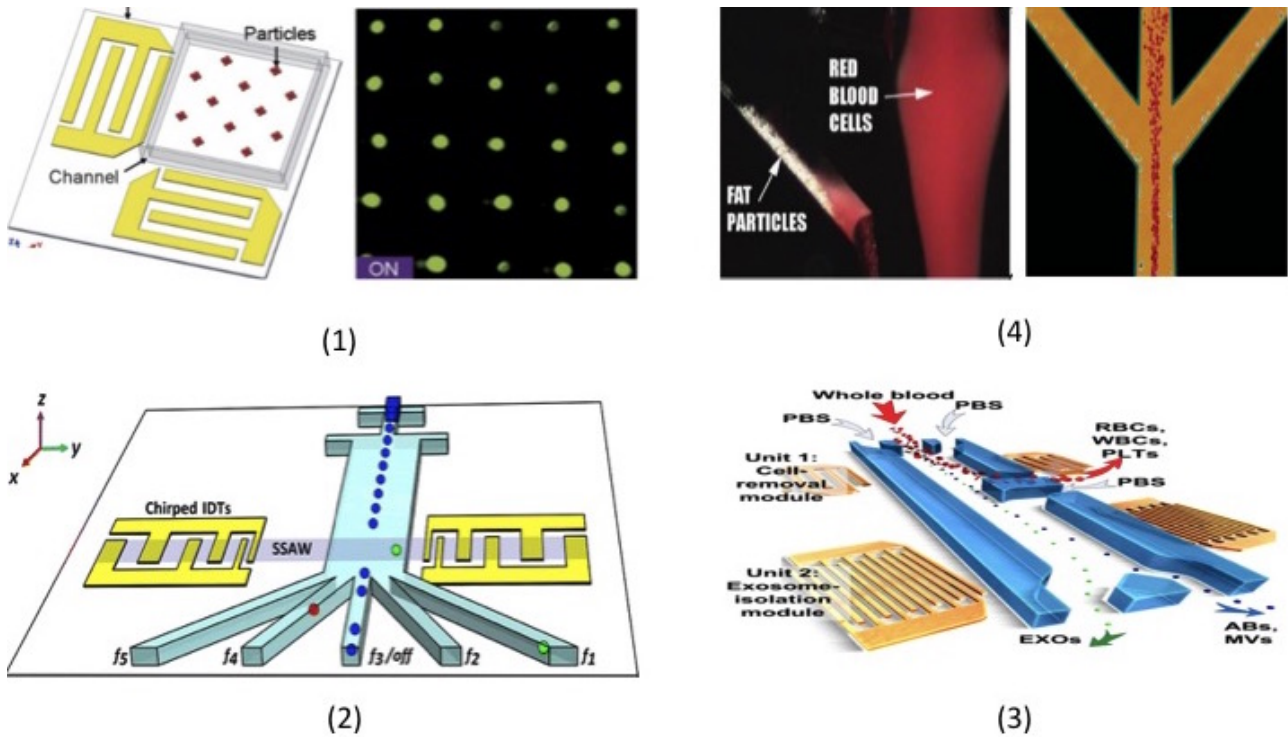 Particles
Channel
ON
(1)
RED
BLOOD
CELLS
FAT
PARTICLES
(4)
z
y
x
Chirped IDTs
SSAW
f5
f4
f3/off
f2
f1
(2)
Whole blood
PBS
PBS
RBCs,
WBCs,
PLTs
Unit 1:
Cell-
removal
module
PBS
Unit 2:
Exosome-
isolation
module
EXOs
ABs,
MVs
(3)